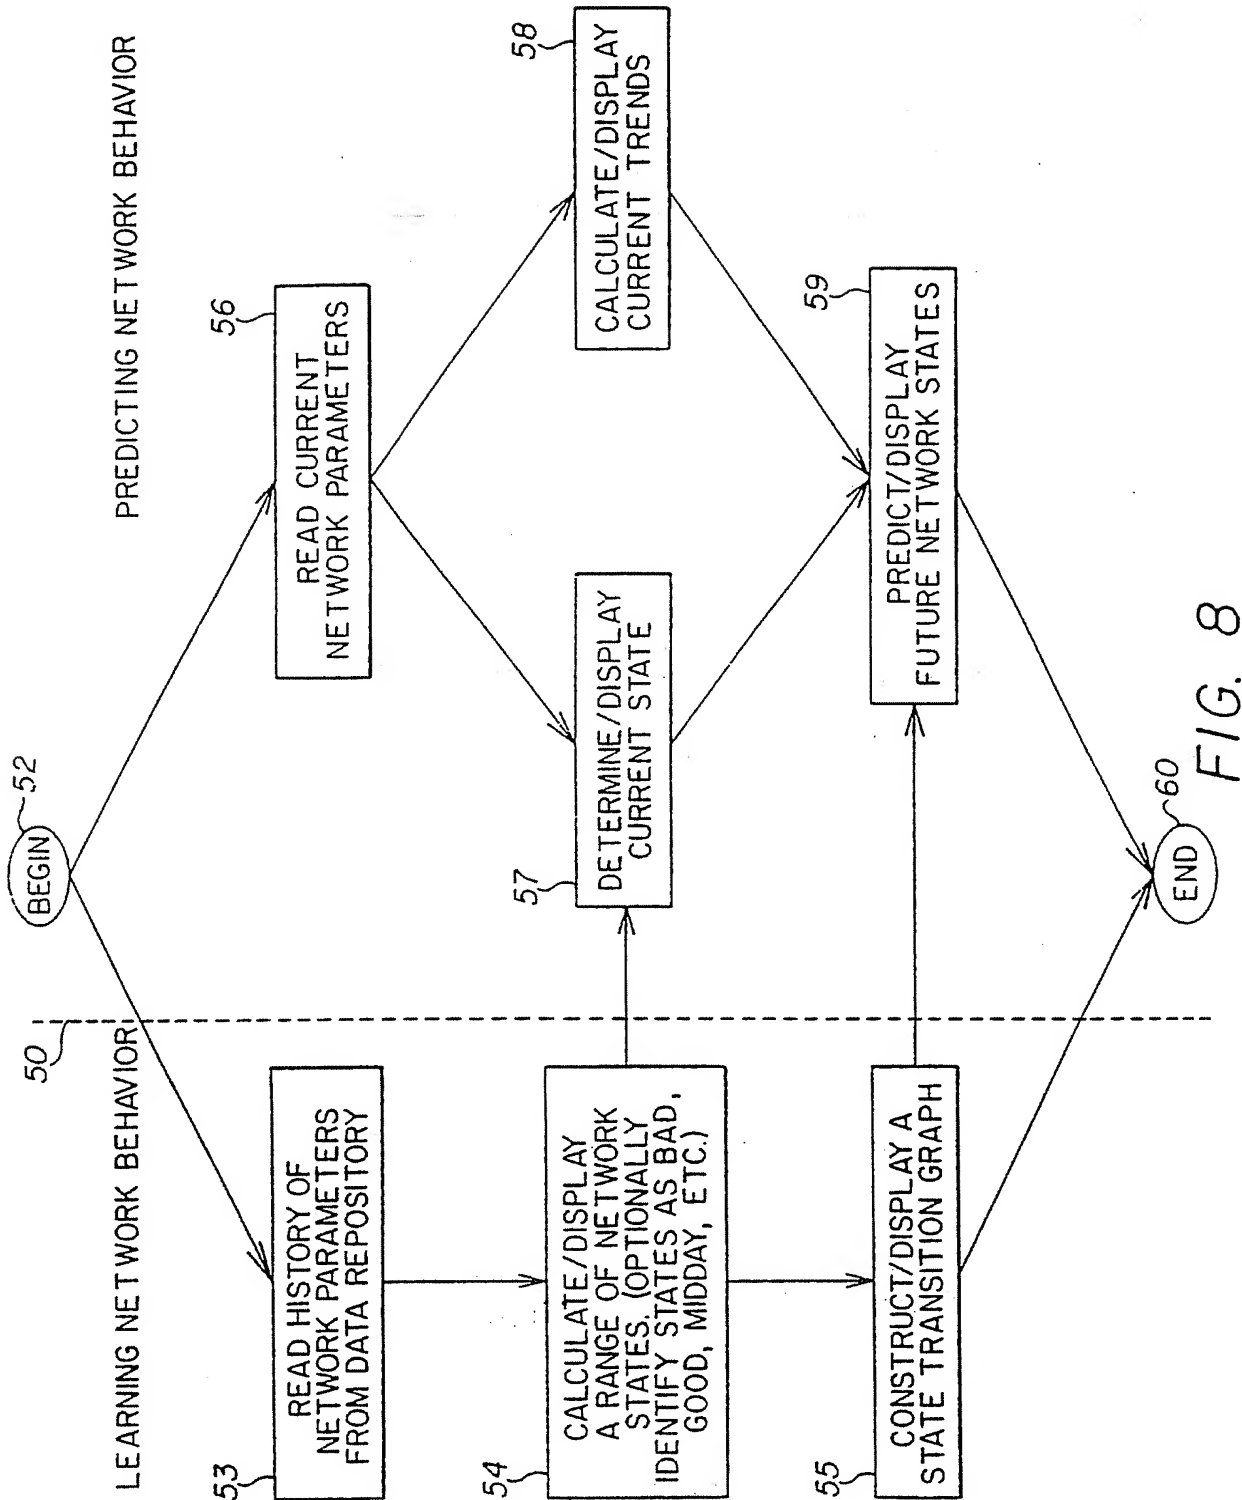 LEARNING NETWORK BEHAVIOR
50
PREDICTING NETWORK BEHAVIOR
BEGIN
52
53
READ HISTORY OF
NETWORK PARAMETERS
FROM DATA REPOSITORY
56
READ CURRENT
NETWORK PARAMETERS
54
CALCULATE/DISPLAY
A RANGE OF NETWORK
STATES. (OPTIONALLY
IDENTIFY STATES AS BAD,
GOOD, MIDDAY, ETC.)
57
DETERMINE/DISPLAY
CURRENT STATE
58
CALCULATE/DISPLAY
CURRENT TRENDS
55
CONSTRUCT/DISPLAY A
STATE TRANSITION GRAPH
59
PREDICT/DISPLAY
FUTURE NETWORK STATES
END
60
FIG. 8